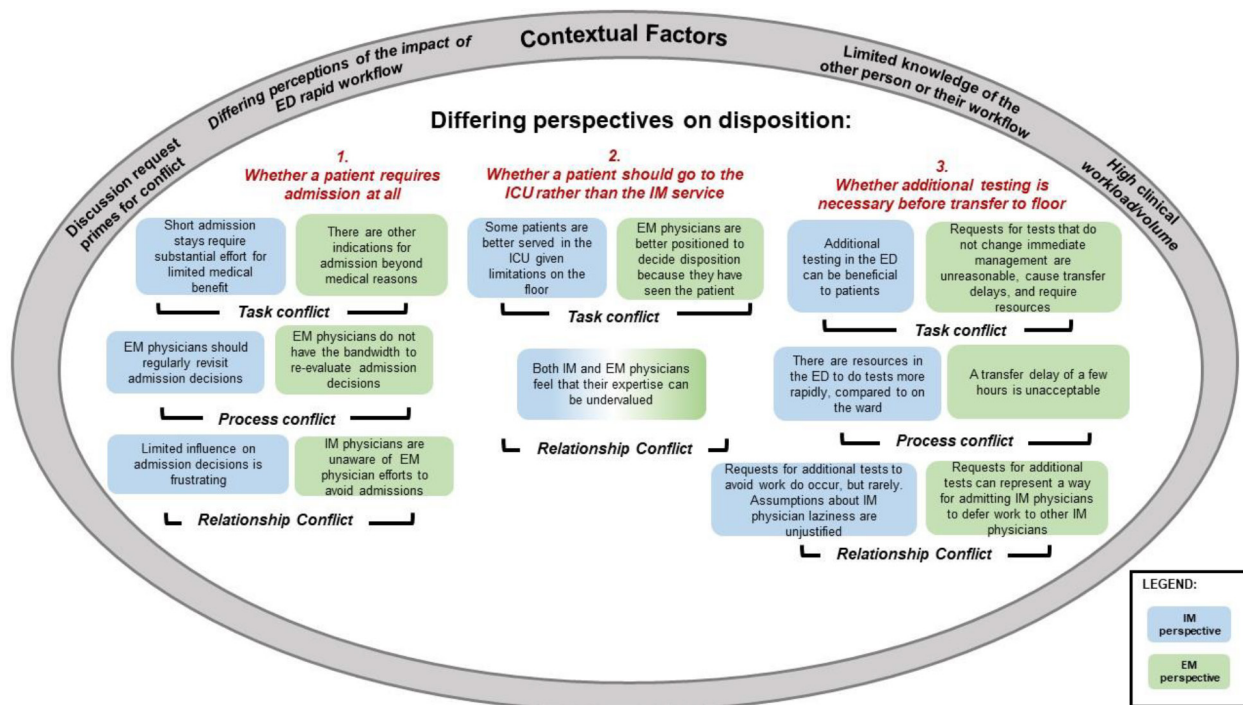 Contextual Factors
Differing perceptions of the impact of
ED rapid workflow
Discussion request
primes for conflict
Limited knowledge of the
other person or their workflow
High clinical
workload/volume
Differing perspectives on disposition:
1.
Whether a patient requires
admission at all
Short admission
stays require
substantial effort for
limited medical
benefit
There are other
indications for
admission beyond
medical reasons
Task conflict
EM physicians should
regularly revisit
admission decisions
EM physicians do not
have the bandwidth to
re-evaluate admission
decisions
Process conflict
Limited influence on
admission decisions is
frustrating
IM physicians are
unaware of EM
physician efforts to
avoid admissions
Relationship Conflict
2.
Whether a patient should go to the
ICU rather than the IM service
Some patients are
better served in the
ICU given
limitations on the
floor
EM physicians are
better positioned to
decide disposition
because they have
seen the patient
Task conflict
Both IM and EM physicians
feel that their expertise can
be undervalued
Relationship Conflict
3.
Whether additional testing is
necessary before transfer to floor
Additional
testing in the ED
can be beneficial
to patients
Requests for tests that do
not change immediate
management are
unreasonable, cause transfer
delays, and require
resources
Task conflict
There are resources in
the ED to do tests more
rapidly, compared to on
the ward
A transfer delay of a few
hours is unacceptable
Process conflict
Requests for additional tests to
avoid work do occur, but rarely.
Assumptions about IM
physician laziness are
unjustified
Requests for additional
tests can represent a way
for admitting IM physicians
to defer work to other IM
physicians
Relationship Conflict
LEGEND:
IM
perspective
EM
perspective